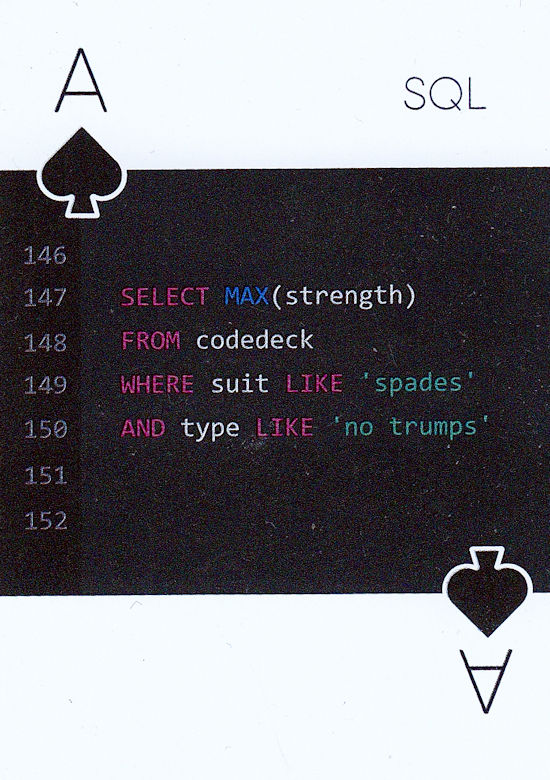 A
SQL
146
147 SELECT MAX(strength)
148 FROM codedeck
149 WHERE suit LIKE 'spades'
150 AND type LIKE 'no trumps'
151
152
A